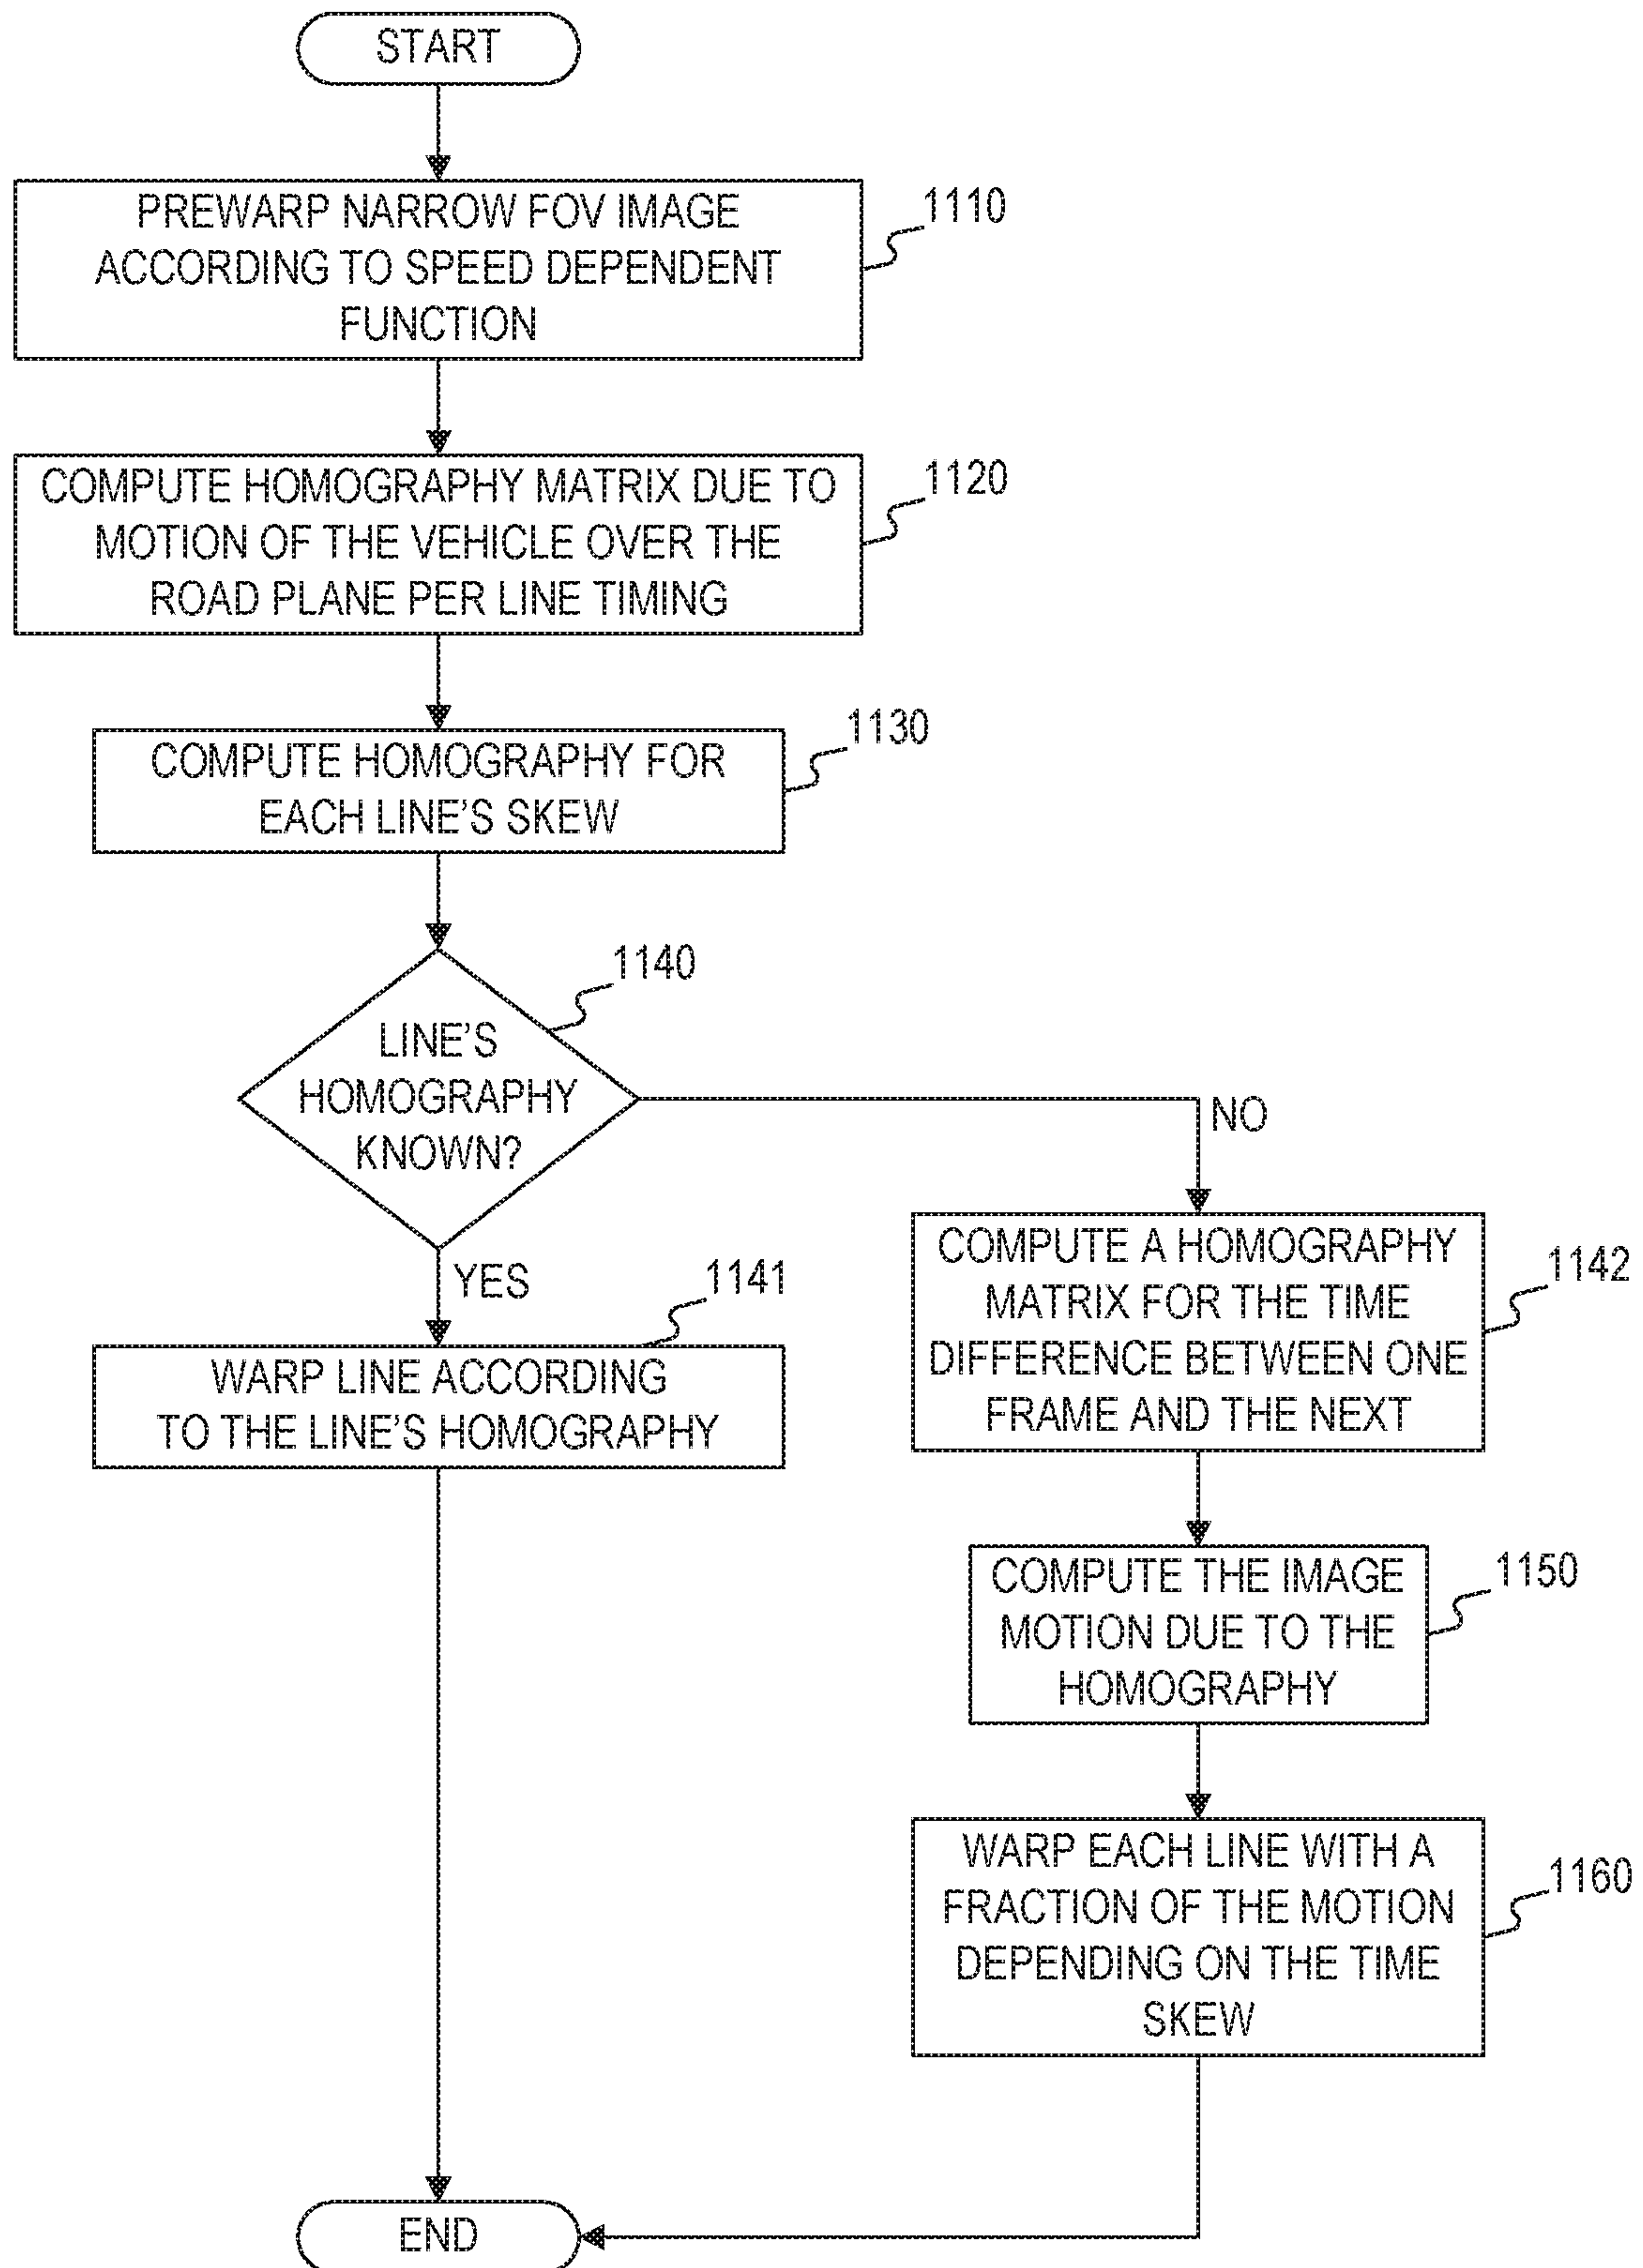 START
PREWARP NARROW FOV IMAGE
ACCORDING TO SPEED DEPENDENT
FUNCTION
1110
COMPUTE HOMOGRAPHY MATRIX DUE TO
MOTION OF THE VEHICLE OVER THE
ROAD PLANE PER LINE TIMING
1120
COMPUTE HOMOGRAPHY FOR
EACH LINE'S SKEW
1130
LINE'S
HOMOGRAPHY
KNOWN?
1140
YES
NO
WARP LINE ACCORDING
TO THE LINE'S HOMOGRAPHY
1141
COMPUTE A HOMOGRAPHY
MATRIX FOR THE TIME
DIFFERENCE BETWEEN ONE
FRAME AND THE NEXT
1142
COMPUTE THE IMAGE
MOTION DUE TO THE
HOMOGRAPHY
1150
WARP EACH LINE WITH A
FRACTION OF THE MOTION
DEPENDING ON THE TIME
SKEW
1160
END